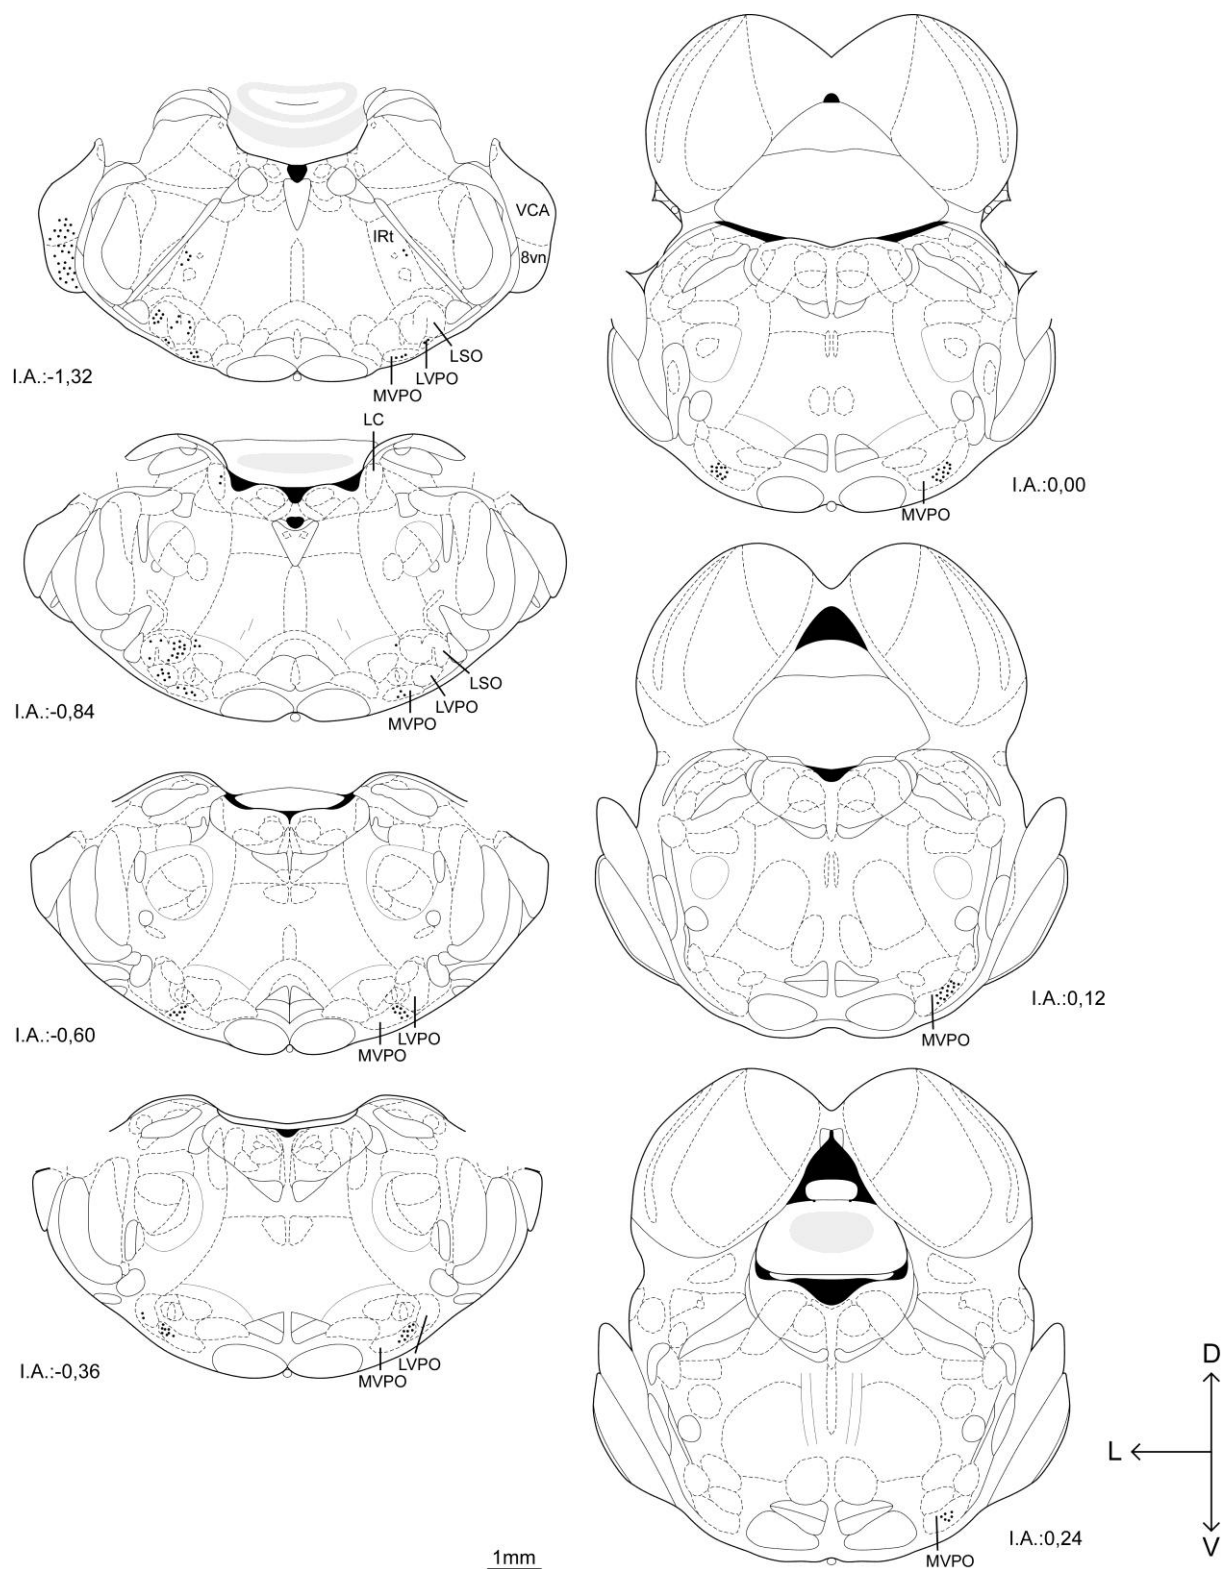 VCA
IRt
8vn
LSO
LVPO
MVPO
I.A.:-1,32
LC
LSO
LVPO
MVPO
I.A.:-0,84
LVPO
MVPO
I.A.:-0,60
LVPO
MVPO
I.A.:-0,36
I.A.:0,00
MVPO
I.A.:0,12
MVPO
I.A.:0,24
MVPO
D
L
V
1mm